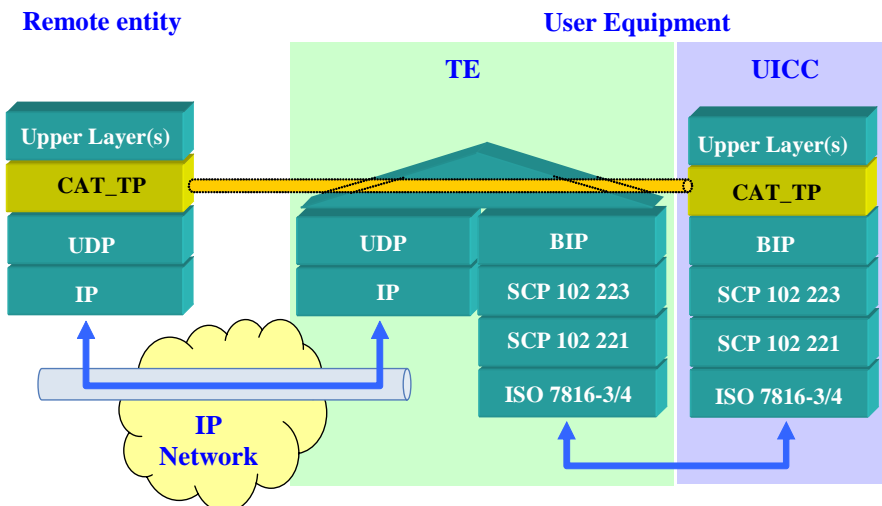 Remote entity
User Equipment
TE
UICC
Upper Layer(s)
CAT_TP
UDP
IP
UDP
IP
BIP
SCP 102 223
SCP 102 221
ISO 7816-3/4
Upper Layer(s)
CAT_TP
BIP
SCP 102 223
SCP 102 221
ISO 7816-3/4
IP
Network